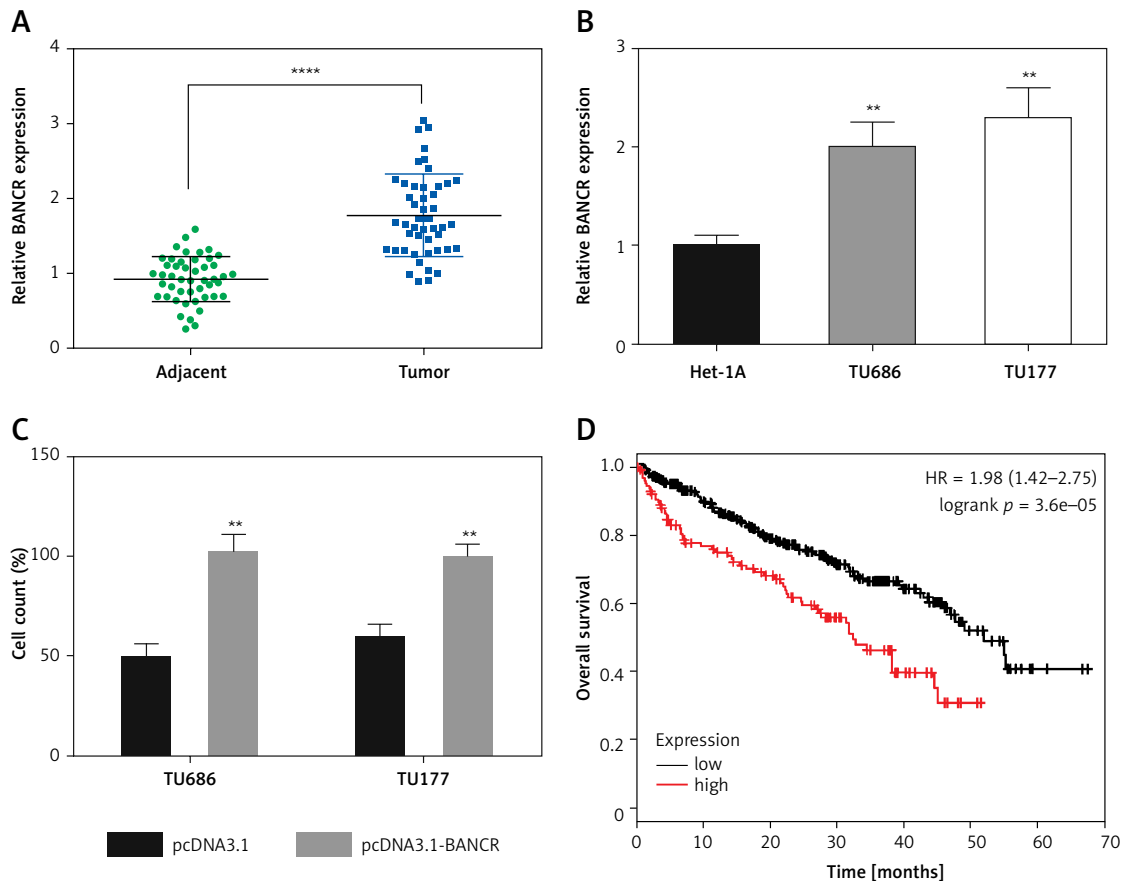 A
Relative BANCR expression
4
3
2
1
0
****
Adjacent Tumor
B
Relative BANCR expression
3
2
1
0
**
**
Het-1A TU686 TU177
C
Cell count (%)
150
100
50
0
**
**
TU686 TU177
pcDNA3.1 pcDNA3.1-BANCR
D
Overall survival
1.0
0.8
0.6
0.4
0.2
0
HR = 1.98 (1.42–2.75)
logrank p = 3.6e–05
Expression
low
high
0 10 20 30 40 50 60 70
Time [months]